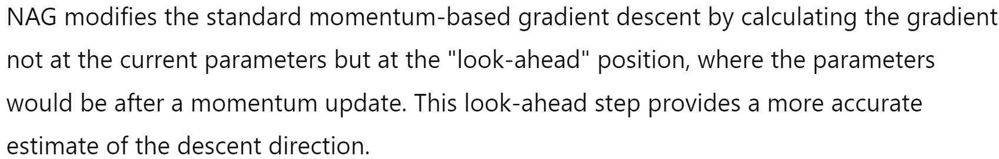 NAG modifies the standard momentum-based gradient descent by calculating the gradient
not at the current parameters but at the "look-ahead" position, where the parameters
would be after a momentum update. This look-ahead step provides a more accurate
estimate of the descent direction.